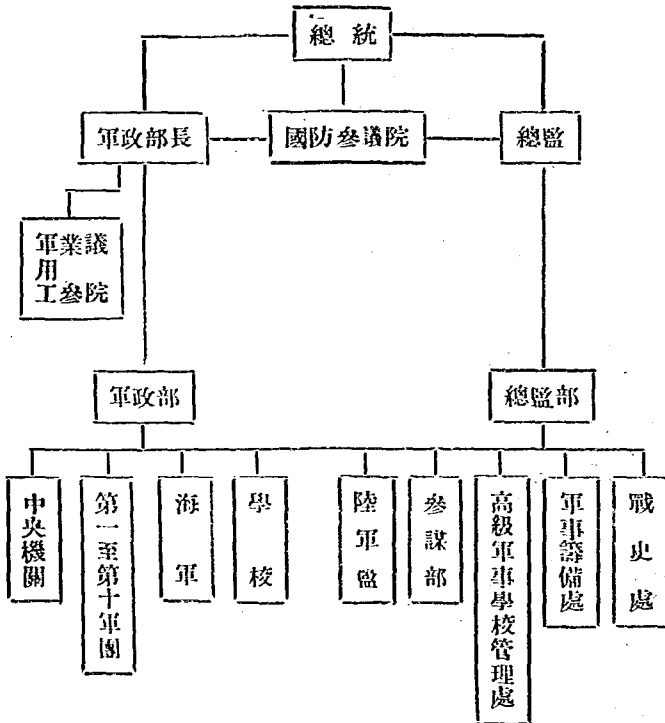 總統
軍政部長
國防參議院
總監
軍用工
業參
議院
軍政部
總監部
中央機關
第一至第十軍團
海軍
學校
陸軍監
參謀部
高級軍事學校管理處
軍事籌備處
戰史處